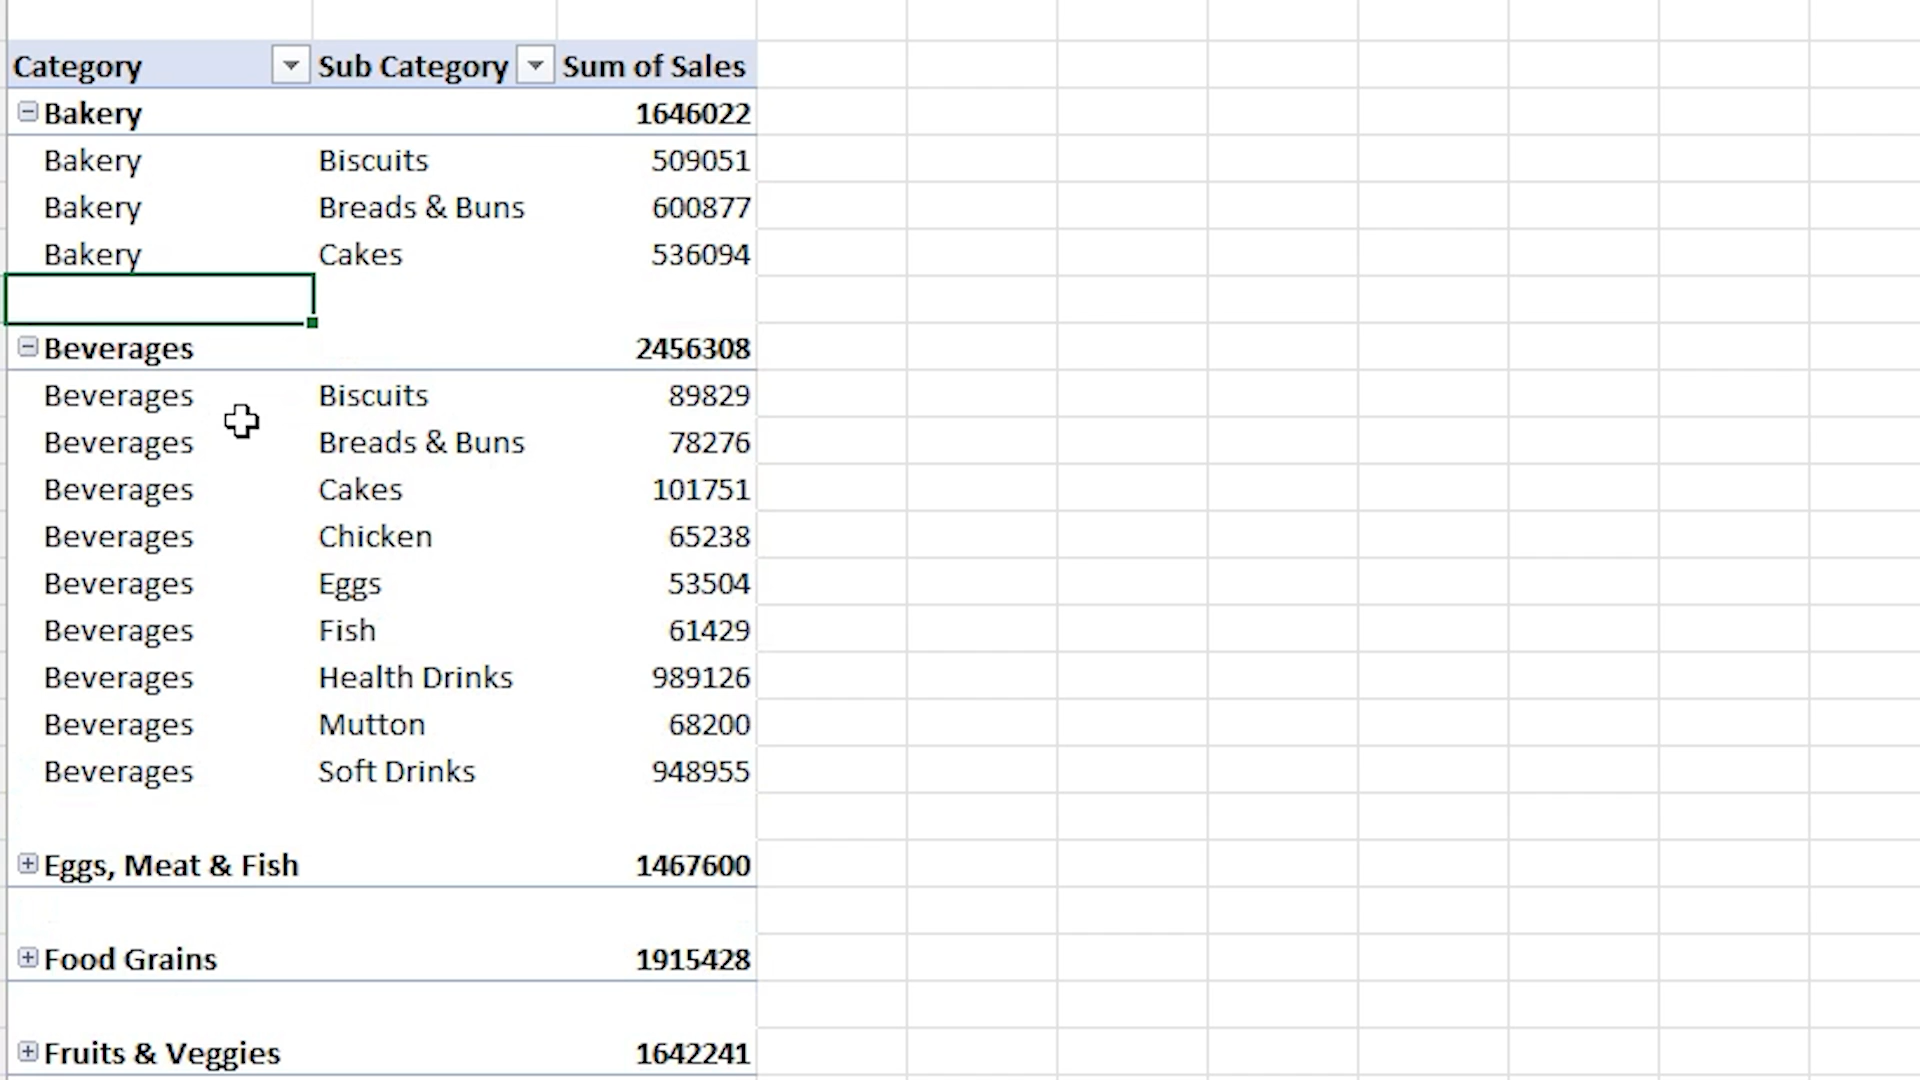 Category Sub Category Sum of Sales
Bakery 1646022
Bakery Biscuits 509051
Bakery Breads & Buns 600877
Bakery Cakes 536094
Beverages 2456308
Beverages Biscuits 89829
Beverages Breads & Buns 78276
Beverages Cakes 101751
Beverages Chicken 65238
Beverages Eggs 53504
Beverages Fish 61429
Beverages Health Drinks 989126
Beverages Mutton 68200
Beverages Soft Drinks 948955
Eggs, Meat & Fish 1467600
Food Grains 1915428
Fruits & Veggies 1642241